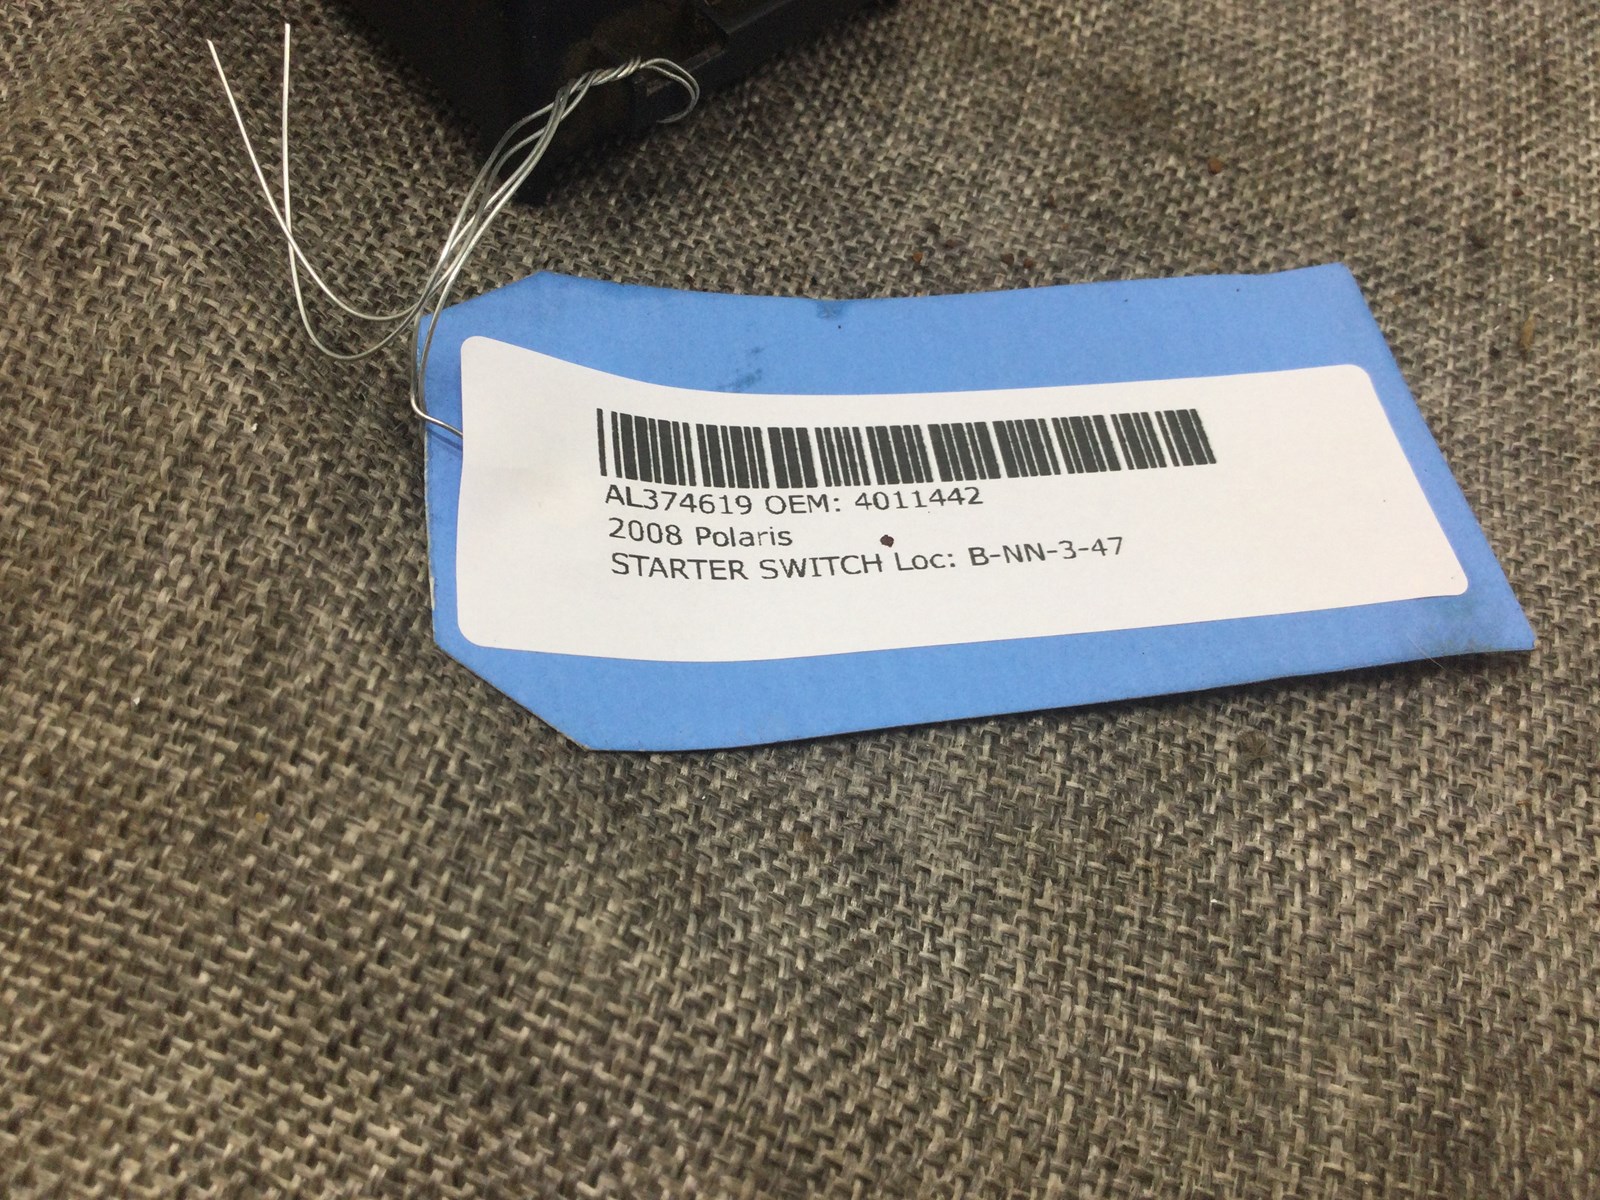 AL374619 OEM: 4011442
2008 Polaris
STARTER SWITCH Loc: B-NN-3-47